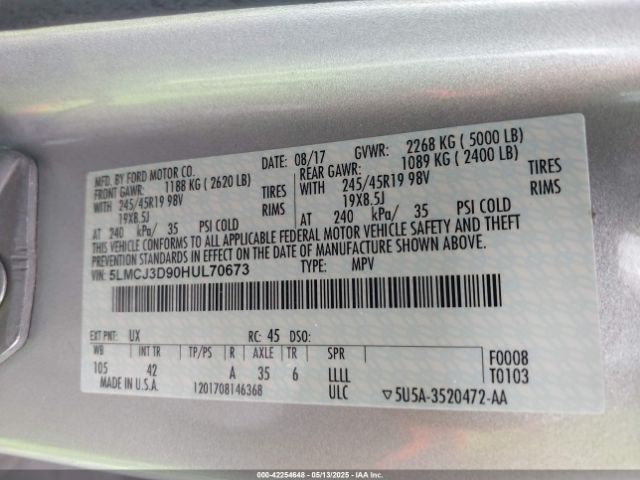 MFD. BY FORD MOTOR CO. DATE: 08/17 GVWR: 2268 KG ( 5000 LB)
FRONT GAWR: 1188 KG ( 2620 LB) REAR GAWR: 1089 KG ( 2400 LB)
WITH 245/45R19 98V TIRES WITH 245/45R19 98V TIRES
19X8.5J RIMS 19X8.5J RIMS
AT 240 kPa/ 35 PSI COLD AT 240 kPa/ 35 PSI COLD
THIS VEHICLE CONFORMS TO ALL APPLICABLE FEDERAL MOTOR VEHICLE SAFETY AND THEFT
PREVENTION STANDARDS IN EFFECT ON THE DATE OF MANUFACTURE SHOWN ABOVE.
VIN: 5LMCJ3D90HUL70673 TYPE: MPV
EXT PNT: UX RC: 45 DSO:
WB INT TR TP/PS R AXLE TR SPR F0008
105 42 A 35 6 LLLL T0103
MADE IN U.S.A. 1201708146368 ULC ▽5U5A-3520472-AA
000-42254648 - 05/13/2025 - IAAI.COM